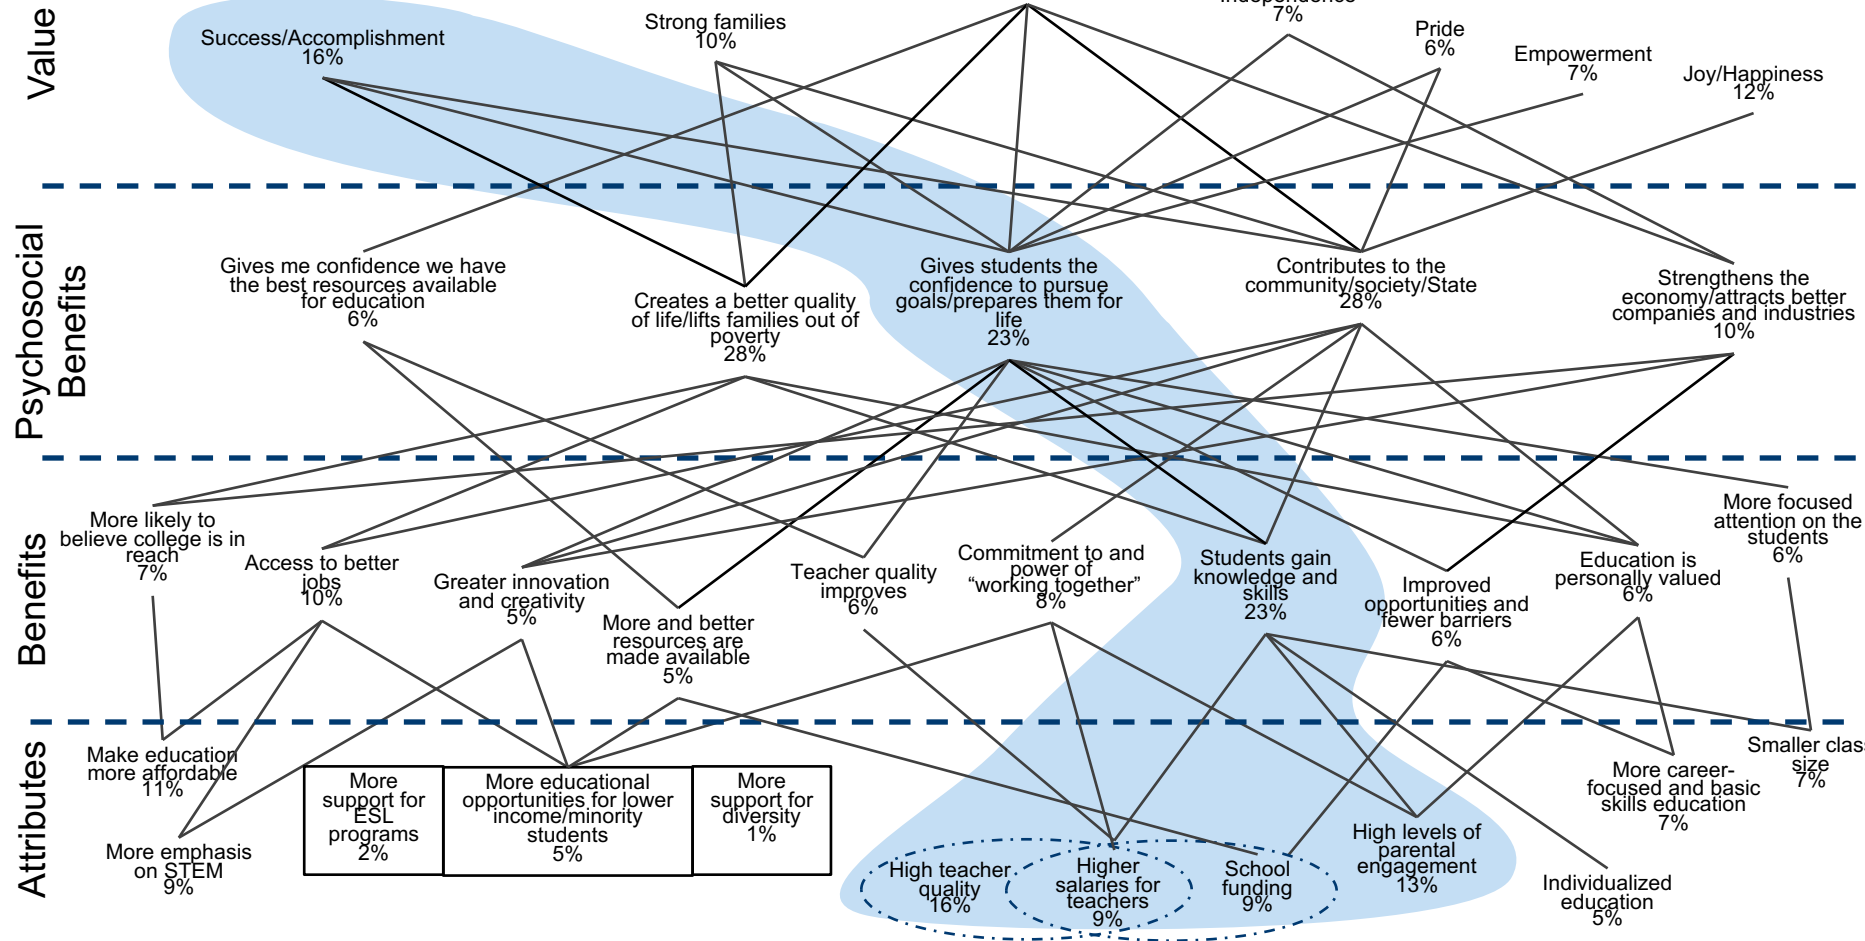 Value
Success/Accomplishment
16%
Strong families
10%
Independence
7%
Pride
6%
Empowerment
7%
Joy/Happiness
12%
Psychosocial
Benefits
Gives me confidence we have
the best resources available
for education
6%
Creates a better quality
of life/lifts families out of
poverty
28%
Gives students the
confidence to pursue
goals/prepares them for
life
23%
Contributes to the
community/society/State
28%
Strengthens the
economy/attracts better
companies and industries
10%
Benefits
More likely to
believe college is in
reach
7%
Access to better
jobs
10%
Greater innovation
and creativity
5%
More and better
resources are
made available
5%
Teacher quality
improves
6%
Commitment to and
power of
“working together”
8%
Students gain
knowledge and
skills
23%
Improved
opportunities and
fewer barriers
6%
Education is
personally valued
6%
More focused
attention on the
students
6%
Attributes
Make education
more affordable
11%
More emphasis
on STEM
9%
More
support for
ESL
programs
2%
More educational
opportunities for lower
income/minority
students
5%
More
support for
diversity
1%
High teacher
quality
16%
Higher
salaries for
teachers
9%
School
funding
9%
High levels of
parental
engagement
13%
Individualized
education
5%
More career-
focused and basic
skills education
7%
Smaller clas
size
7%